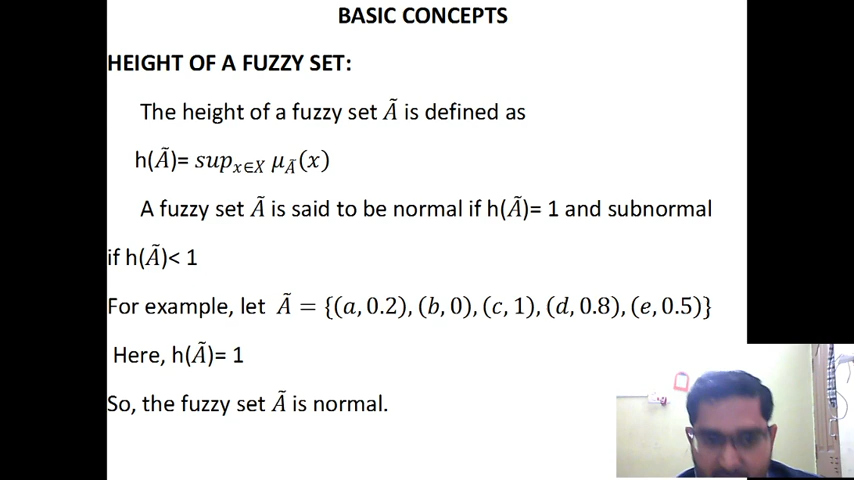 BASIC CONCEPTS
HEIGHT OF A FUZZY SET:
The height of a fuzzy set Ã is defined as
h(Ã)= sup_{x∈X} μ_Ã(x)
A fuzzy set Ã is said to be normal if h(Ã)= 1 and subnormal
if h(Ã)< 1
For example, let Ã = {(a, 0.2), (b, 0), (c, 1), (d, 0.8), (e, 0.5)}
Here, h(Ã)= 1
So, the fuzzy set Ã is normal.